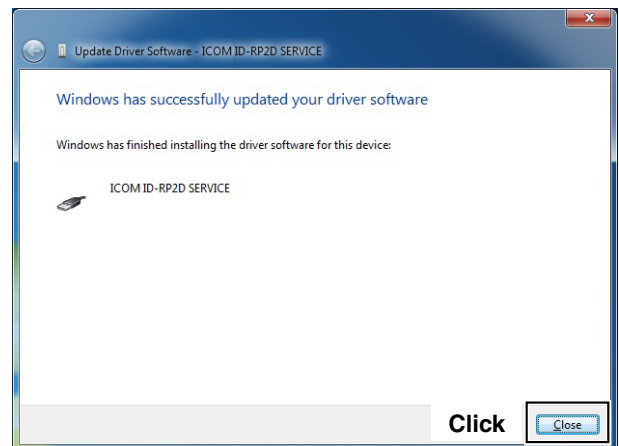 Update Driver Software - ICOM ID-RP2D SERVICE
Windows has successfully updated your driver software
Windows has finished installing the driver software for this device:
ICOM ID-RP2D SERVICE
Click Close